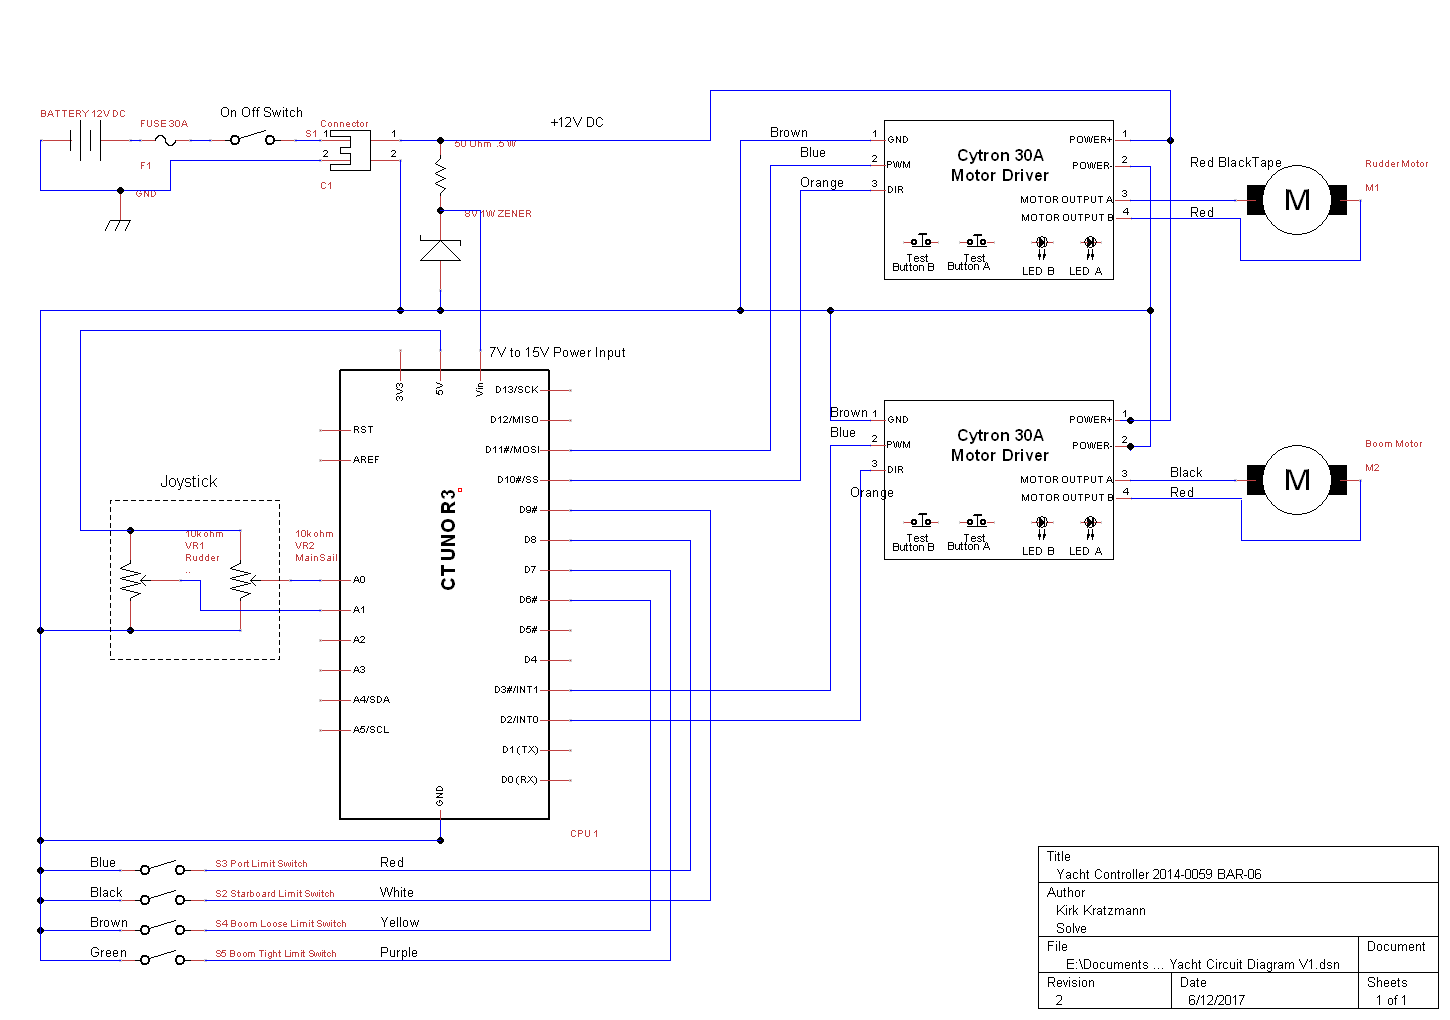 BATTERY 12V DC
FUSE 30A
F1
On Off Switch
S1
Connector
1
2
1
2
C1
GND
+12V DC
50 Ohm .5 W
8V 1W ZENER
7V to 15V Power Input
Brown
Blue
Orange
1
2
3
GND
PWM
DIR
Cytron 30A
Motor Driver
POWER+
POWER-
MOTOR OUTPUT A
MOTOR OUTPUT B
1
2
3
4
Test
Button B
Test
Button A
LED B
LED A
Red BlackTape
Red
M
Rudder Motor
M1
Brown
Blue
Orange
1
2
3
GND
PWM
DIR
Cytron 30A
Motor Driver
POWER+
POWER-
MOTOR OUTPUT A
MOTOR OUTPUT B
1
2
3
4
Test
Button B
Test
Button A
LED B
LED A
Black
Red
M
Boom Motor
M2
Joystick
10k ohm
VR1
Rudder
..
10k ohm
VR2
MainSail
3V3
5V
Vin
RST
AREF
A0
A1
A2
A3
A4/SDA
A5/SCL
CTUNOR3
D13/SCK
D12/MISO
D11#/MOSI
D10#/SS
D9#
D8
D7
D6#
D5#
D4
D3#/INT1
D2/INT0
D1(TX)
D0(RX)
GND
CPU1
Blue
S3 Port Limit Switch
Red
Black
S2 Starboard Limit Switch
White
Brown
S4 Boom Loose Limit Switch
Yellow
Green
S5 Boom Tight Limit Switch
Purple
Title
Yacht Controller 2014-0059 BAR-06
Author
Kirk Kratzmann
Solve
File
E:\Documents ... Yacht Circuit Diagram V1.dsn
Document
Revision
2
Date
6/12/2017
Sheets
1 of 1